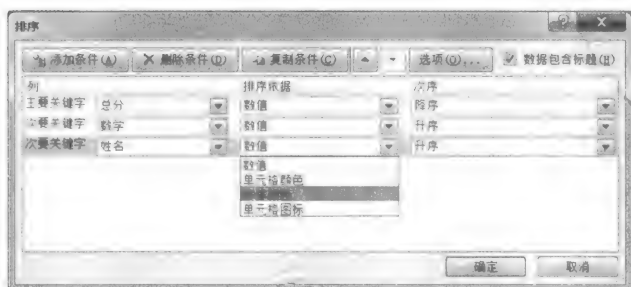 排序
添加条件(A) 删除条件(D) 复制条件(C) 选项(O)... 数据包含标题(H)
列 排序依据 次序
主要关键字 总分 数值 降序
次要关键字 数学 数值 升序
次要关键字 姓名 数值 升序
数值
单元格颜色
单元格图标
确定 取消